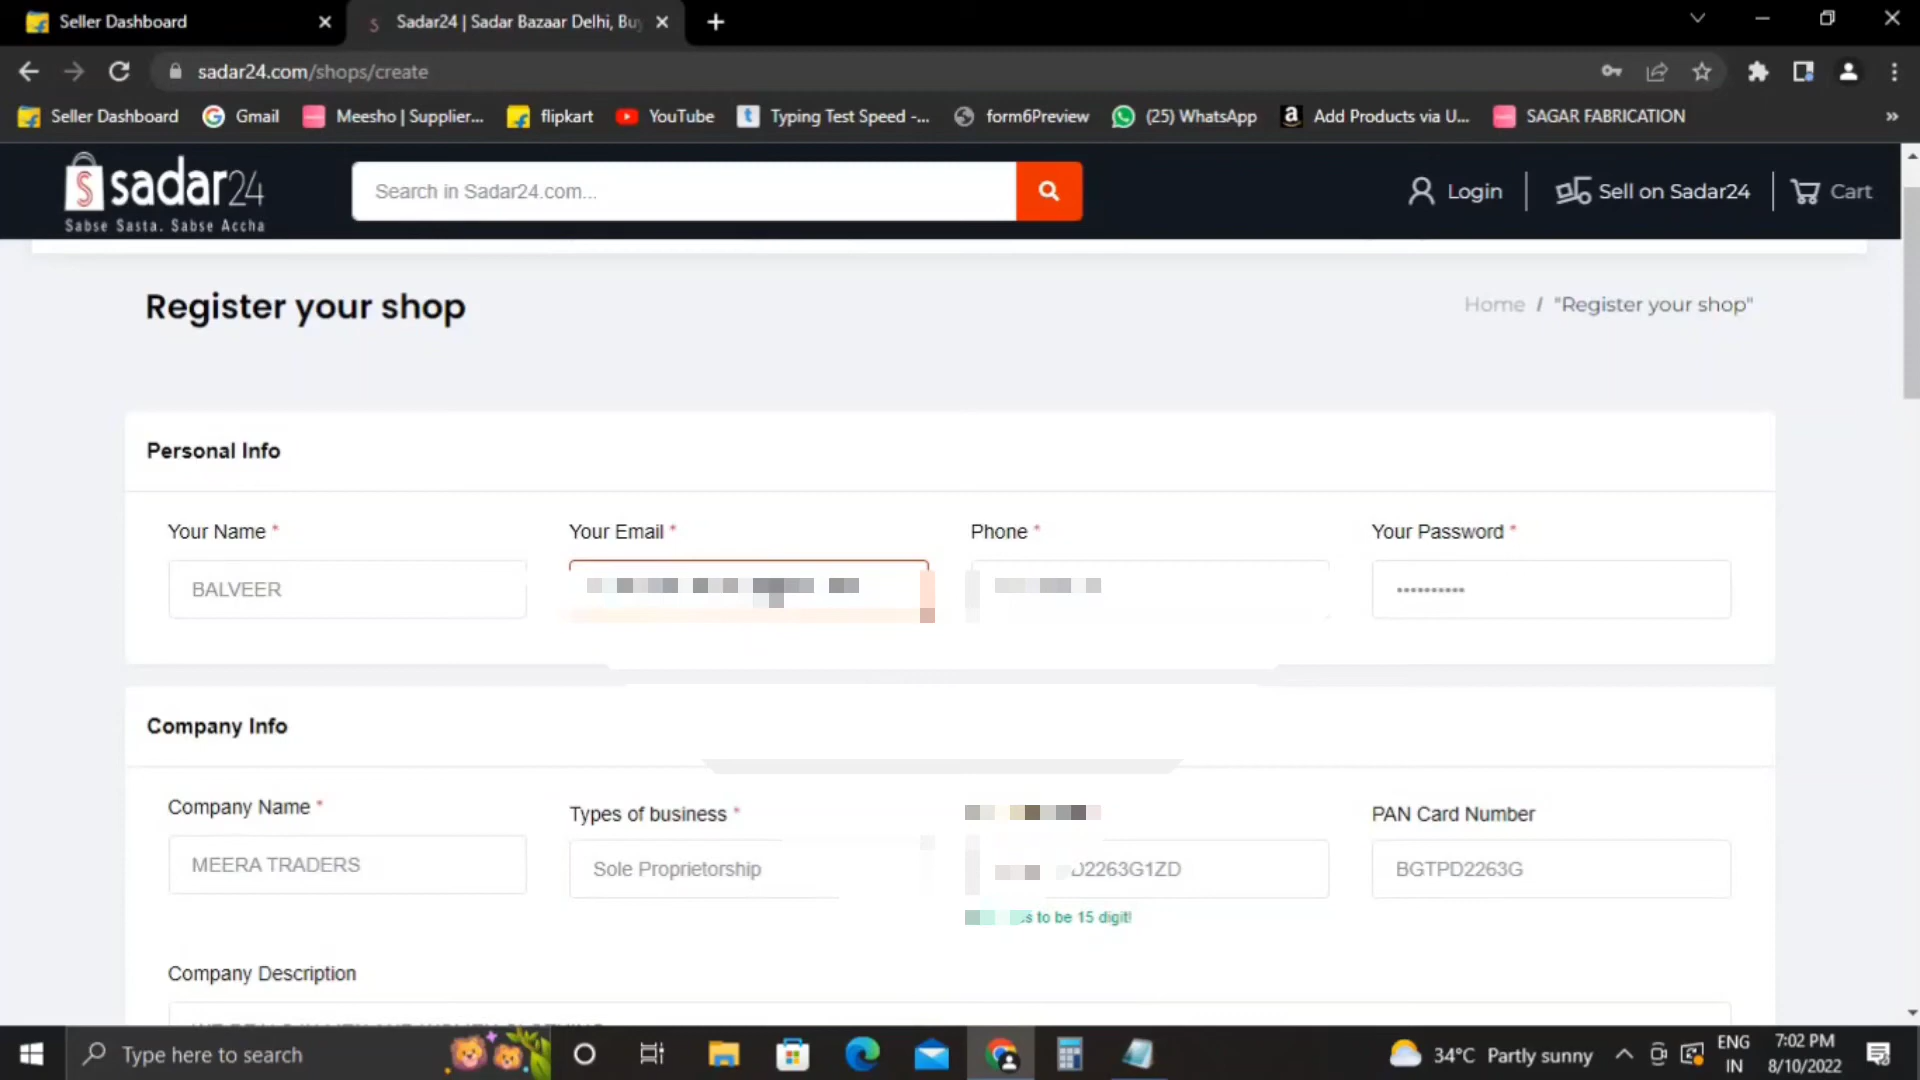 Seller Dashboard
Sadar24 | Sadar Bazaar Delhi, Buy
sadar24.com/shops/create
Seller Dashboard
Gmail
Meesho | Supplier...
flipkart
YouTube
Typing Test Speed -...
form6Preview
(25) WhatsApp
Add Products via U...
SAGAR FABRICATION
sadar24
Sabse Sasta. Sabse Accha
Search in Sadar24.com...
Login
Sell on Sadar24
Cart
Register your shop
Home / "Register your shop"
Personal Info
Your Name *
Your Email *
Phone *
Your Password *
BALVEER
Company Info
Company Name *
Types of business *
PAN Card Number
MEERA TRADERS
Sole Proprietorship
D2263G1ZD
BGTPD2263G
to be 15 digit!
Company Description
Type here to search
34°C Partly sunny
ENG
IN
7:02 PM
8/10/2022